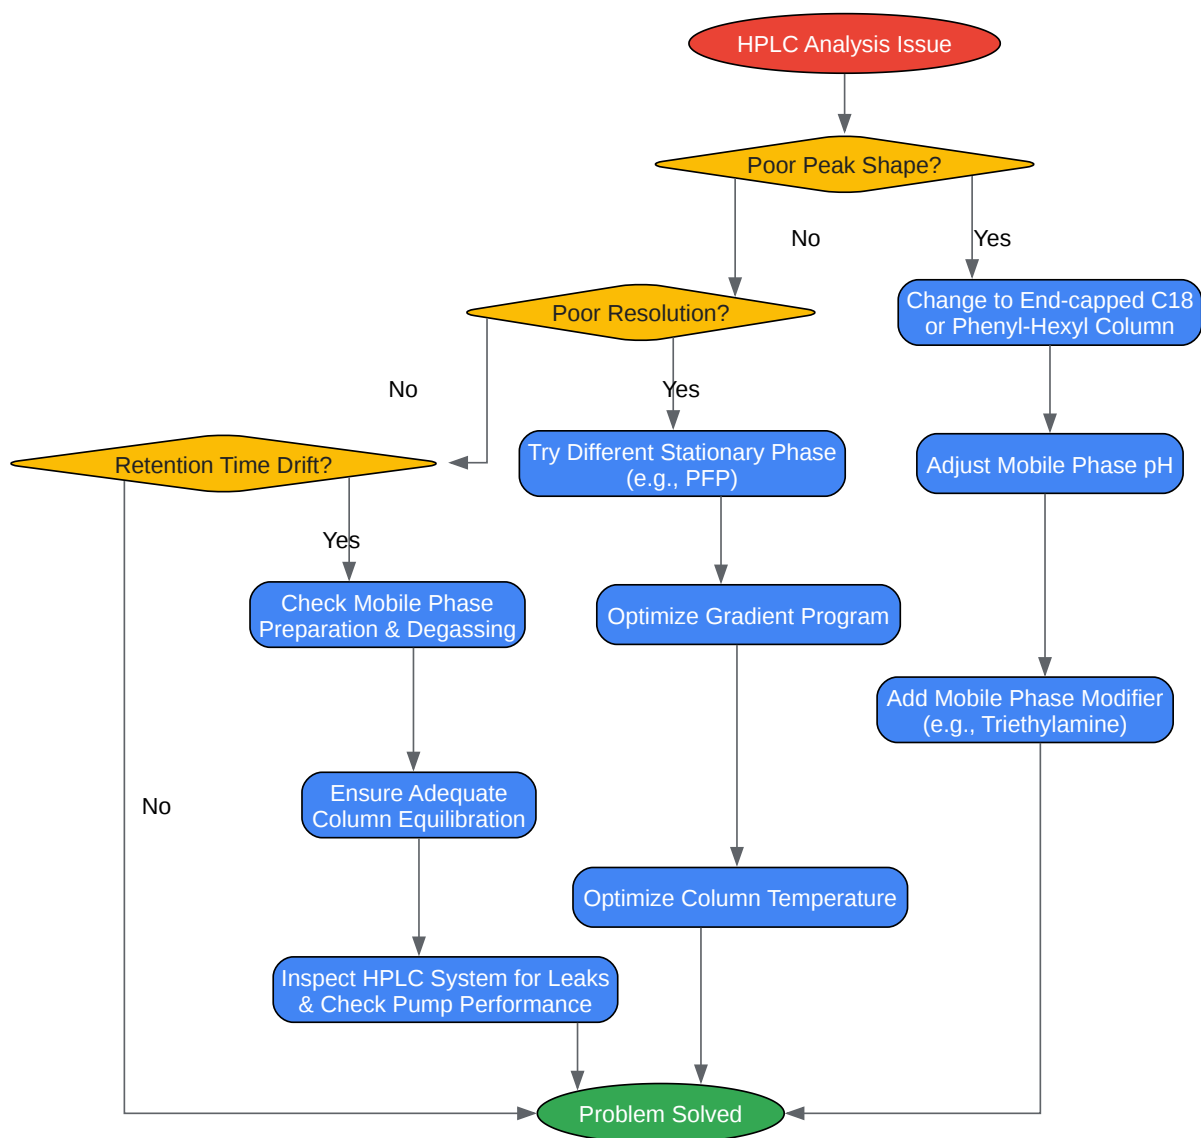 HPLC Analysis Issue
Poor Peak Shape?
No
Yes
Poor Resolution?
Change to End-capped C18
or Phenyl-Hexyl Column
No
Yes
Retention Time Drift?
Try Different Stationary Phase
(e.g., PFP)
Adjust Mobile Phase pH
Yes
Check Mobile Phase
Preparation & Degassing
Optimize Gradient Program
Add Mobile Phase Modifier
(e.g., Triethylamine)
No
Ensure Adequate
Column Equilibration
Optimize Column Temperature
Inspect HPLC System for Leaks
& Check Pump Performance
Problem Solved